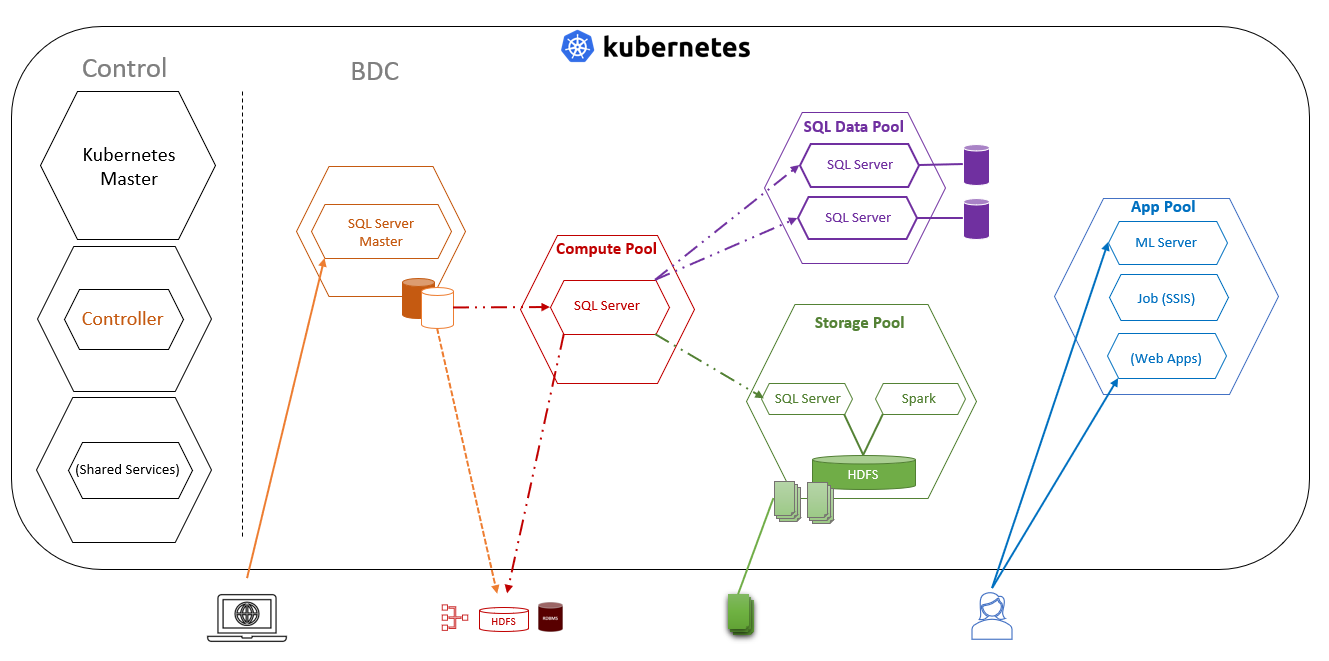 kubernetes
Control
BDC
Kubernetes
Master
Controller
(Shared Services)
SQL Server
Master
Compute Pool
SQL Server
SQL Data Pool
SQL Server
SQL Server
Storage Pool
SQL Server
Spark
HDFS
App Pool
ML Server
Job (SSIS)
(Web Apps)
HDFS
RDBMS